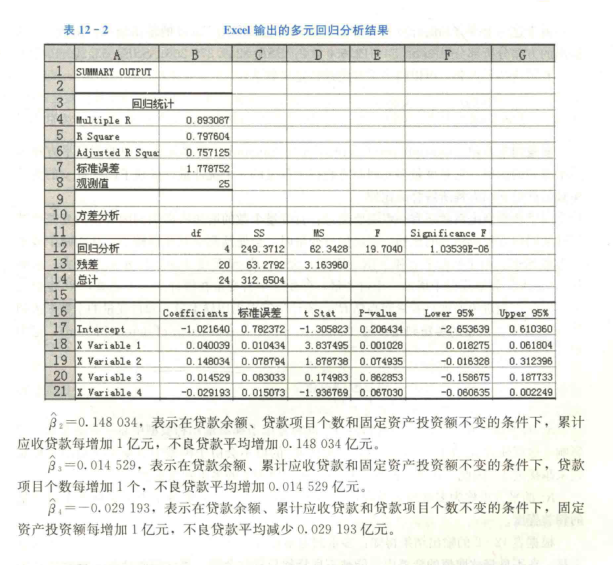 表 12-2 Excel 输出的多元回归分析结果
A B C D E F G
1 SUMMARY OUTPUT
2
3 回归统计
4 Multiple R 0.893087
5 R Square 0.797604
6 Adjusted R Squa 0.757125
7 标准误差 1.778752
8 观测值 25
9
10 方差分析
11 df SS MS F Significance F
12 回归分析 4 249.3712 62.3428 19.7040 1.03539E-06
13 残差 20 63.2792 3.163960
14 总计 24 312.6504
15
16 Coefficients 标准误差 t Stat P-value Lower 95% Upper 95%
17 Intercept -1.021640 0.782372 -1.305823 0.206434 -2.653639 0.610360
18 X Variable 1 0.040039 0.010434 3.837495 0.001028 0.018275 0.061804
19 X Variable 2 0.148034 0.078794 1.878738 0.074935 -0.016328 0.312396
20 X Variable 3 0.014529 0.083033 0.174983 0.862853 -0.158675 0.187733
21 X Variable 4 -0.029193 0.015073 -1.936769 0.067030 -0.060635 0.002249
β̂₂=0.148 034，表示在贷款余额、贷款项目个数和固定资产投资额不变的条件下，累计
应收贷款每增加 1 亿元，不良贷款平均增加 0.148 034 亿元。
β̂₃=0.014 529，表示在贷款余额、累计应收贷款和固定资产投资额不变的条件下，贷款
项目个数每增加 1 个，不良贷款平均增加 0.014 529 亿元。
β̂₄=-0.029 193，表示在贷款余额、累计应收贷款和贷款项目个数不变的条件下，固定
资产投资额每增加 1 亿元，不良贷款平均减少 0.029 193 亿元。